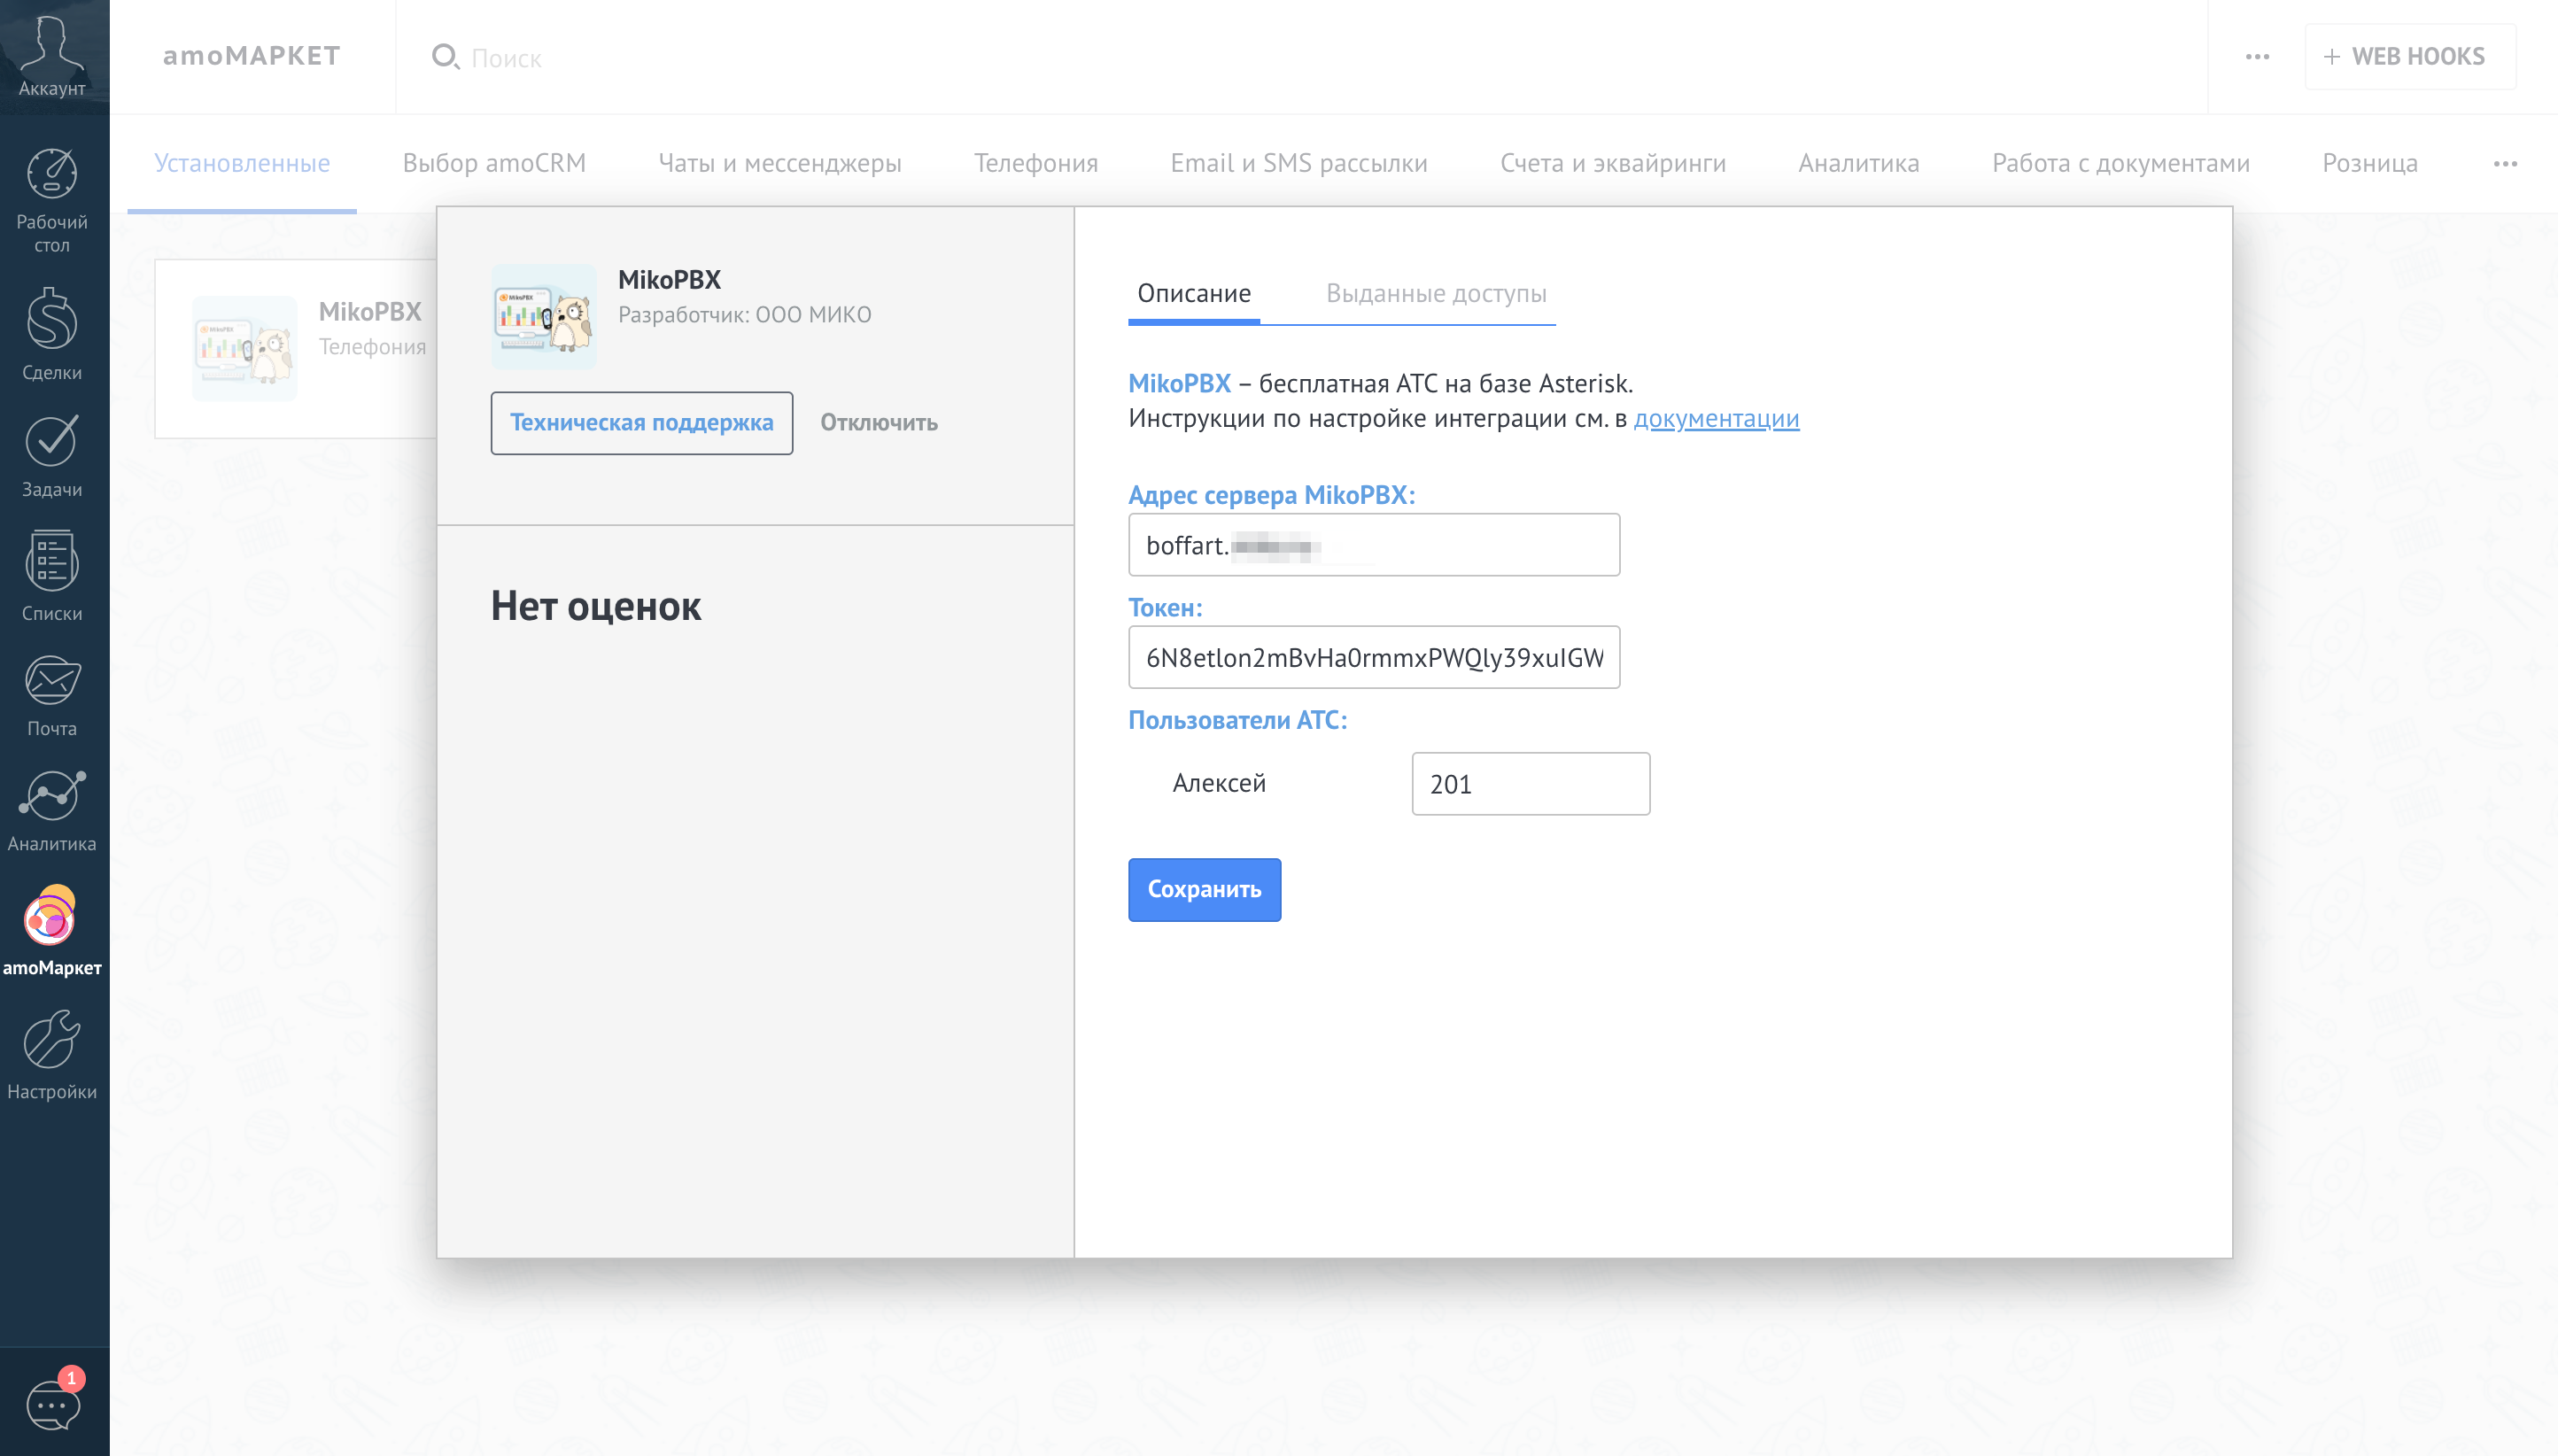 Аккаунт
Рабочий
стол
Сделки
Задачи
Списки
Почта
Аналитика
amoМаркет
Настройки
1
amoМАРКЕТ
Поиск
WEB HOOKS
Установленные
Выбор amoCRM
Чаты и мессенджеры
Телефония
Email и SMS рассылки
Счета и эквайринги
Аналитика
Работа с документами
Розница
MikoPBX
Телефония
MikoPBX
Разработчик: ООО МИКО
Техническая поддержка
Отключить
Нет оценок
Описание
Выданные доступы
MikoPBX – бесплатная АТС на базе Asterisk.
Инструкции по настройке интеграции см. в документации
Адрес сервера MikoPBX:
boffart.
Токен:
6N8etlon2mBvHa0rmmxPWQly39xuIGW
Пользователи АТС:
Алексей
201
Сохранить